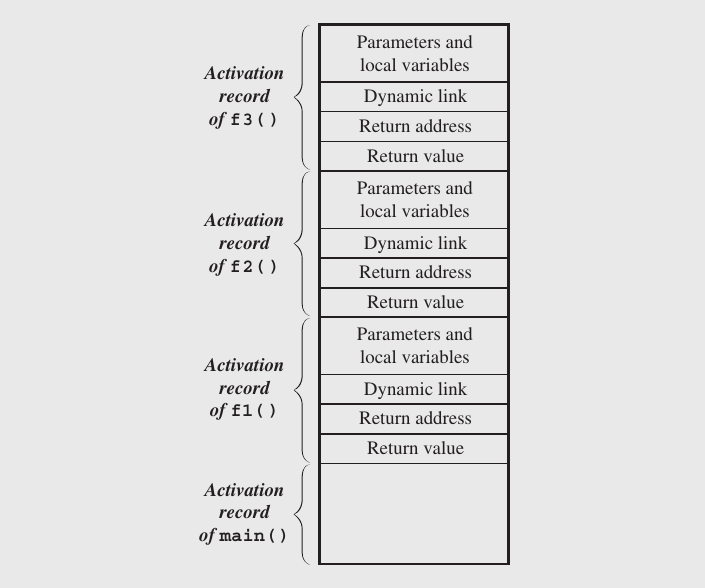 Activation
record
of f3()
Parameters and
local variables
Dynamic link
Return address
Return value
Activation
record
of f2()
Parameters and
local variables
Dynamic link
Return address
Return value
Activation
record
of f1()
Parameters and
local variables
Dynamic link
Return address
Return value
Activation
record
of main()